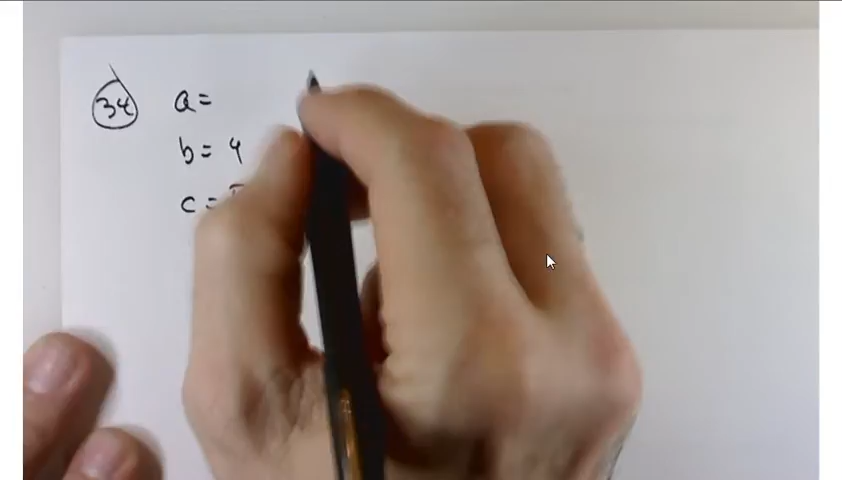 34 a=
b= 4
c=